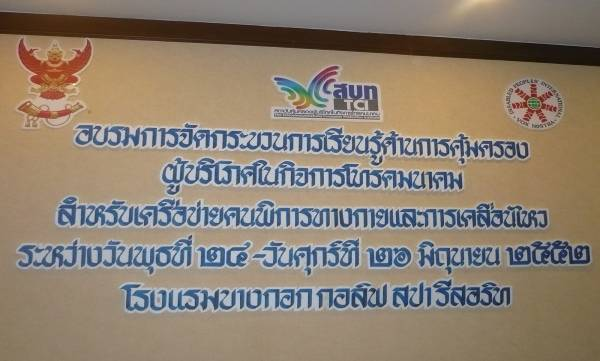 สบท
อบรมการจัดกระบวนการเรียนรู้ด้านการคุ้มครอง
ผู้บริโภคในกิจการโทรคมนาคม
สำหรับเครือข่ายคนพิการทางกายและการเคลื่อนไหว
ระหว่างวันพุธที่ ๒๔ -วันศุกร์ที่ ๒๖ มิถุนายน ๒๕๕๒
โรงแรมบางกอก กอล์ฟ สปา รีสอร์ท
DISABLED PEOPLES' INTERNATIONAL
VOX NOSTRA